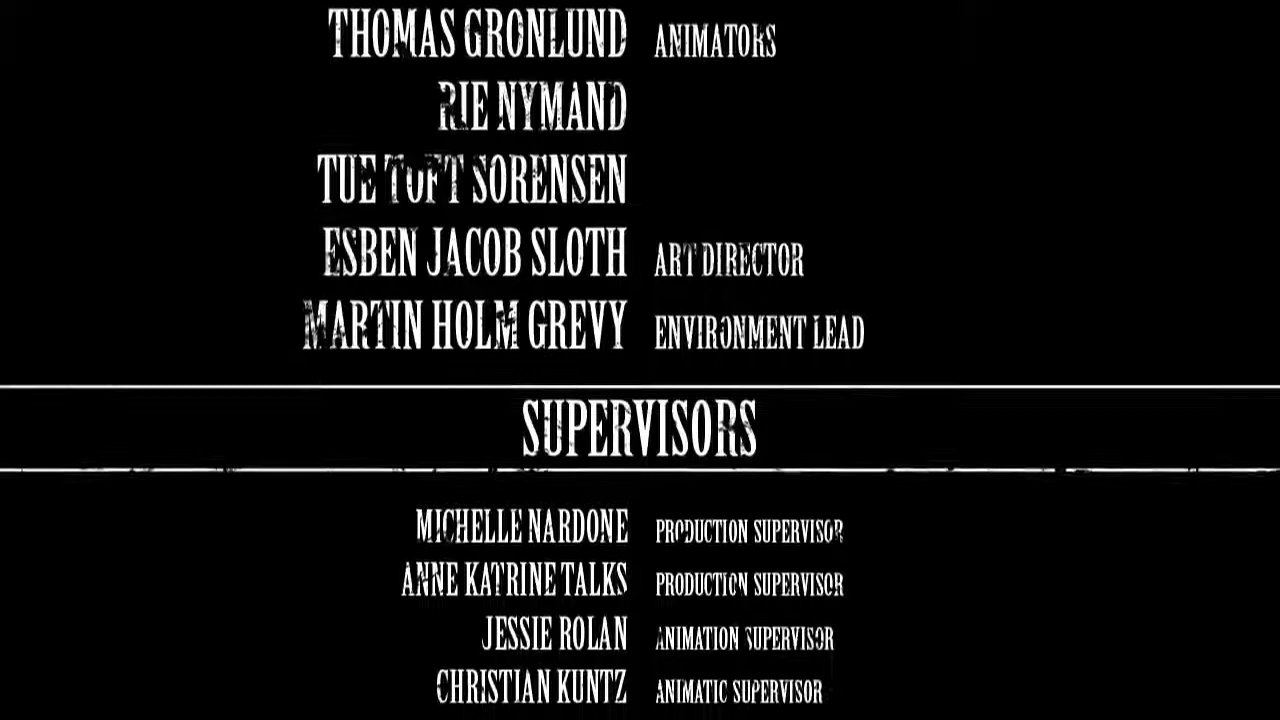 THOMAS GRONLUND ANIMATORS
RIE NYMAND
TUE TOFT SORENSEN
ESBEN JACOB SLOTH ART DIRECTOR
MARTIN HOLM GREVY ENVIRONMENT LEAD
SUPERVISORS
MICHELLE NARDONE PRODUCTION SUPERVISOR
ANNE KATRINE TALKS PRODUCTION SUPERVISOR
JESSIE ROLAN ANIMATION SUPERVISOR
CHRISTIAN KUNTZ ANIMATIC SUPERVISOR